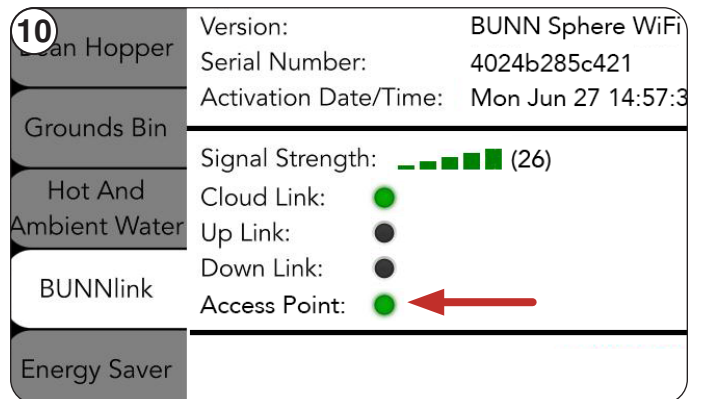 10
Hopper
Grounds Bin
Hot And
Ambient Water
BUNNlink
Energy Saver
Version: BUNN Sphere WiFi
Serial Number: 4024b285c421
Activation Date/Time: Mon Jun 27 14:57:3
Signal Strength: (26)
Cloud Link:
Up Link:
Down Link:
Access Point: